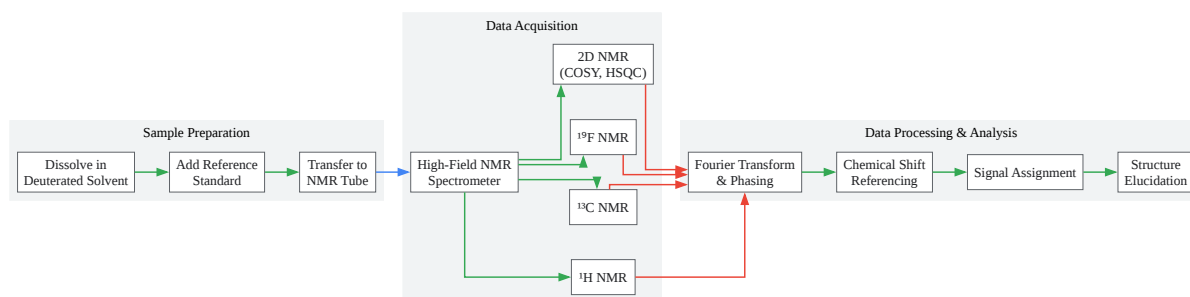 Sample Preparation
Dissolve in
Deuterated Solvent
Add Reference
Standard
Transfer to
NMR Tube
Data Acquisition
High-Field NMR
Spectrometer
2D NMR
(COSY, HSQC)
¹⁹F NMR
¹³C NMR
¹H NMR
Data Processing & Analysis
Fourier Transform
& Phasing
Chemical Shift
Referencing
Signal Assignment
Structure
Elucidation